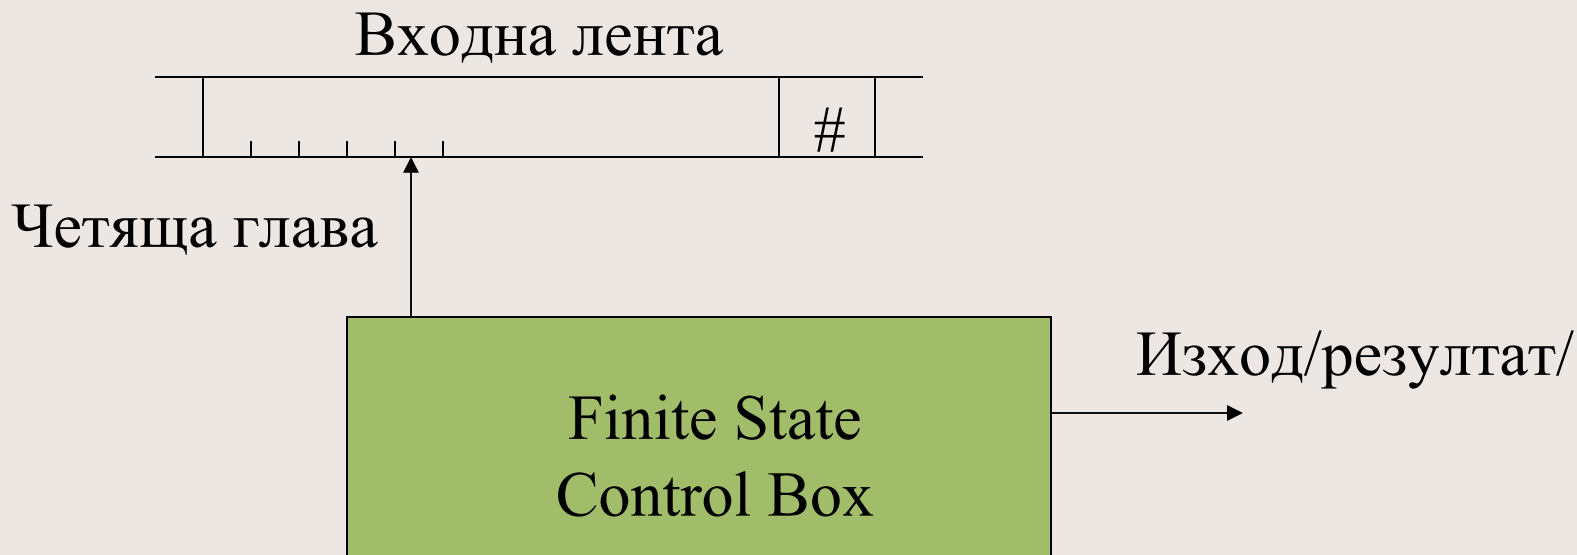 Входна лента
#
Четяща глава
Изход/резултат/
Finite State
Control Box